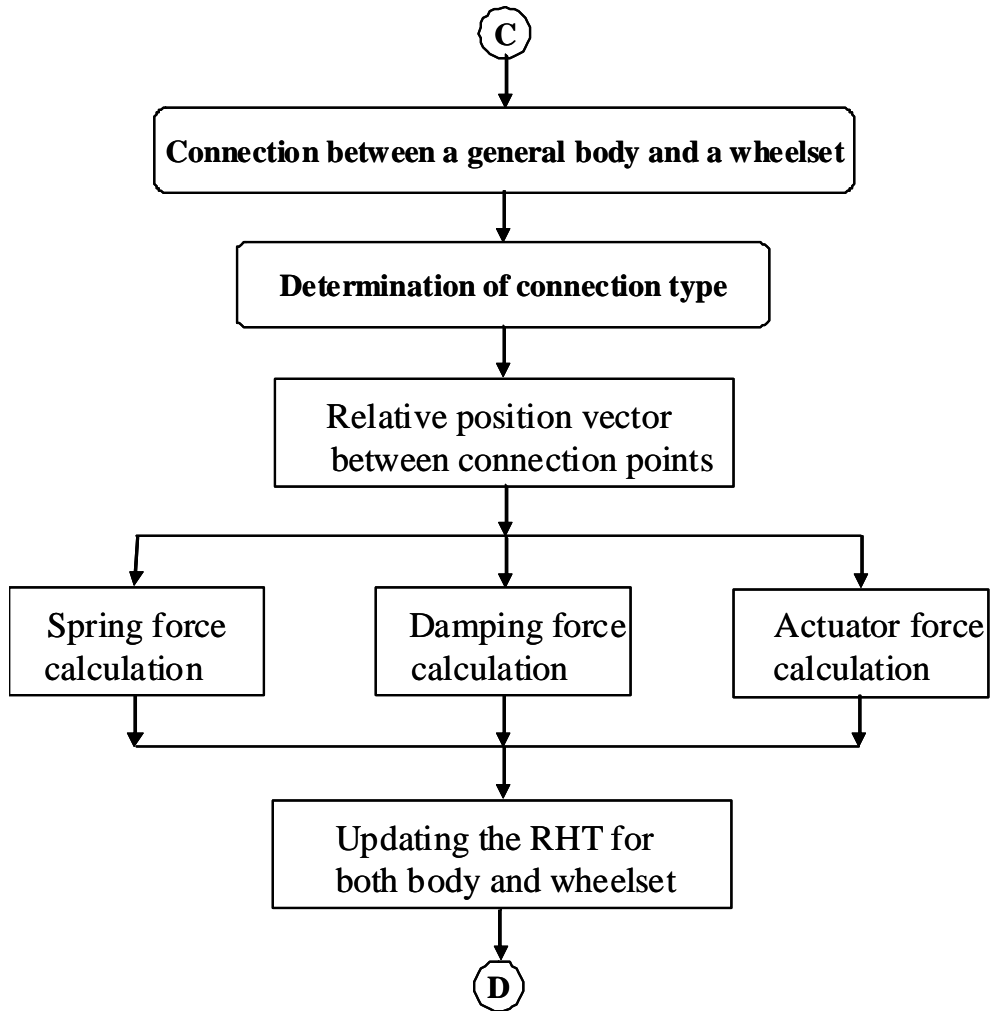 C
Connection between a general body and a wheelset
Determination of connection type
Relative position vector
between connection points
Spring force
calculation
Damping force
calculation
Actuator force
calculation
Updating the RHT for
both body and wheelset
D